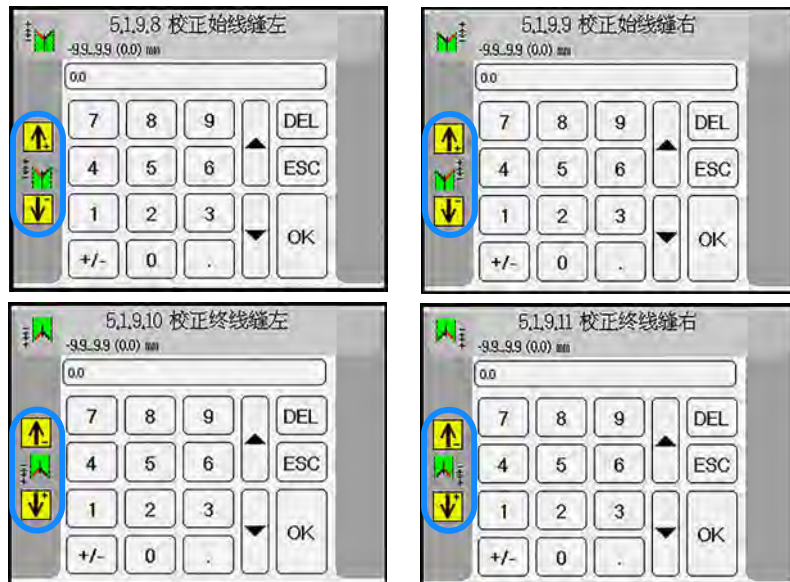 5.1.9.8 校正始线缝左
-9.9...9.9 (0.0) mm
0.0
7 8 9 DEL
4 5 6 ESC
1 2 3
+/- 0 . OK
5.1.9.9 校正始线缝右
-9.9...9.9 (0.0) mm
0.0
7 8 9 DEL
4 5 6 ESC
1 2 3
+/- 0 . OK
5.1.9.10 校正终线缝左
-9.9...9.9 (0.0) mm
0.0
7 8 9 DEL
4 5 6 ESC
1 2 3
+/- 0 . OK
5.1.9.11 校正终线缝右
-9.9...9.9 (0.0) mm
0.0
7 8 9 DEL
4 5 6 ESC
1 2 3
+/- 0 . OK